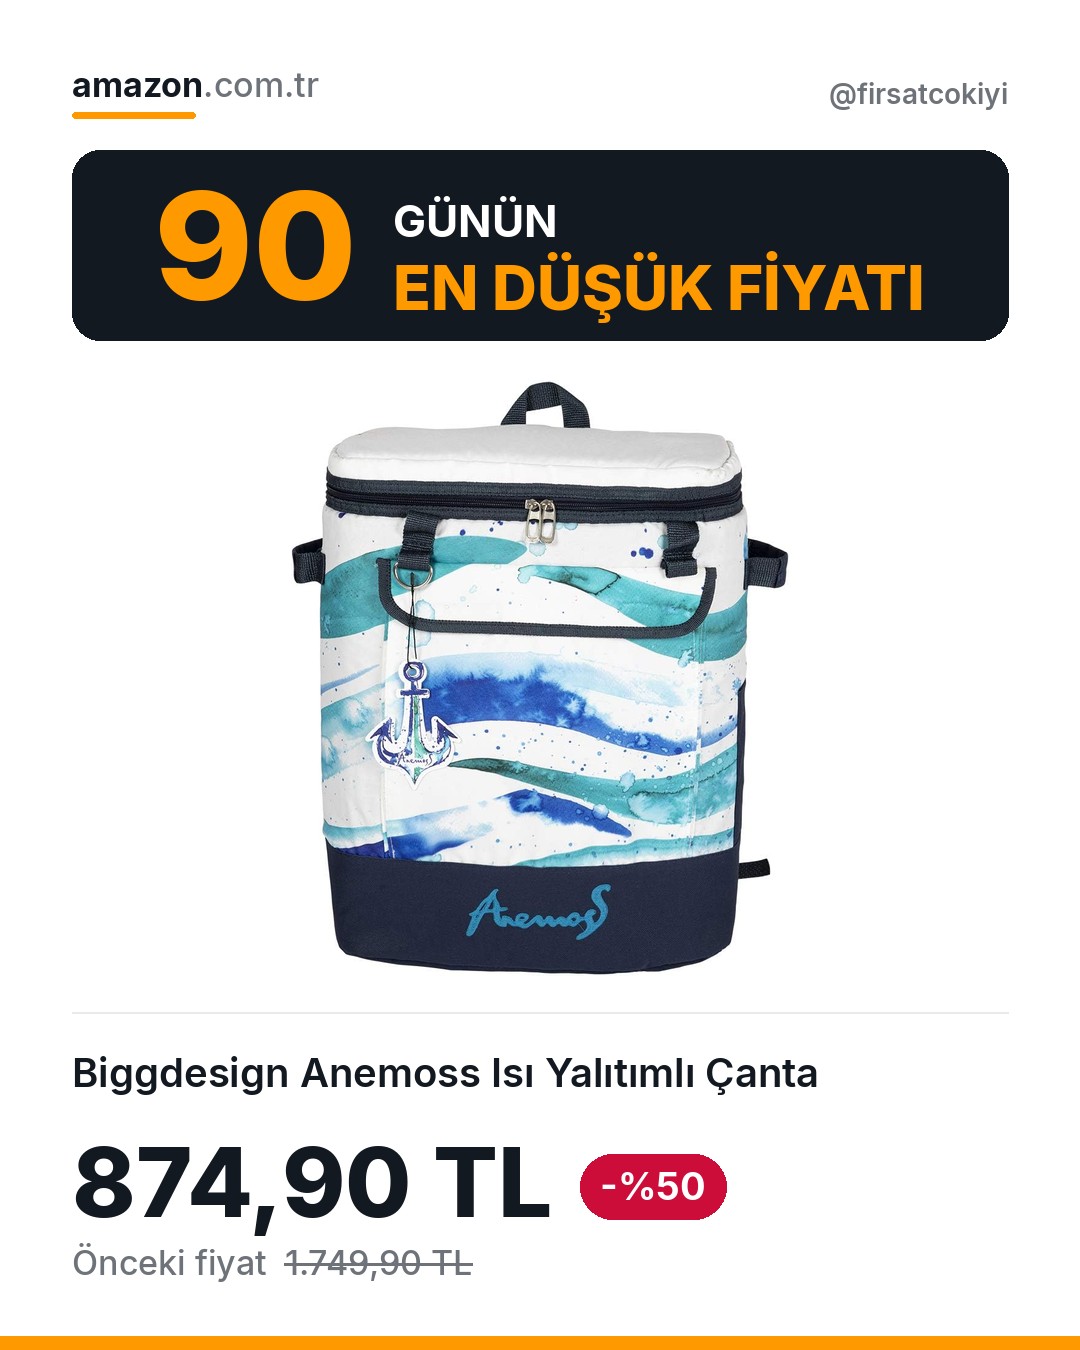 amazon.com.tr
@firsatcokiyi
90 GÜNÜN
EN DÜŞÜK FİYATI
Anemoss
Anemoss
Biggdesign Anemoss Isı Yalıtımlı Çanta
874,90 TL -%50
Önceki fiyat 1.749,90 TL